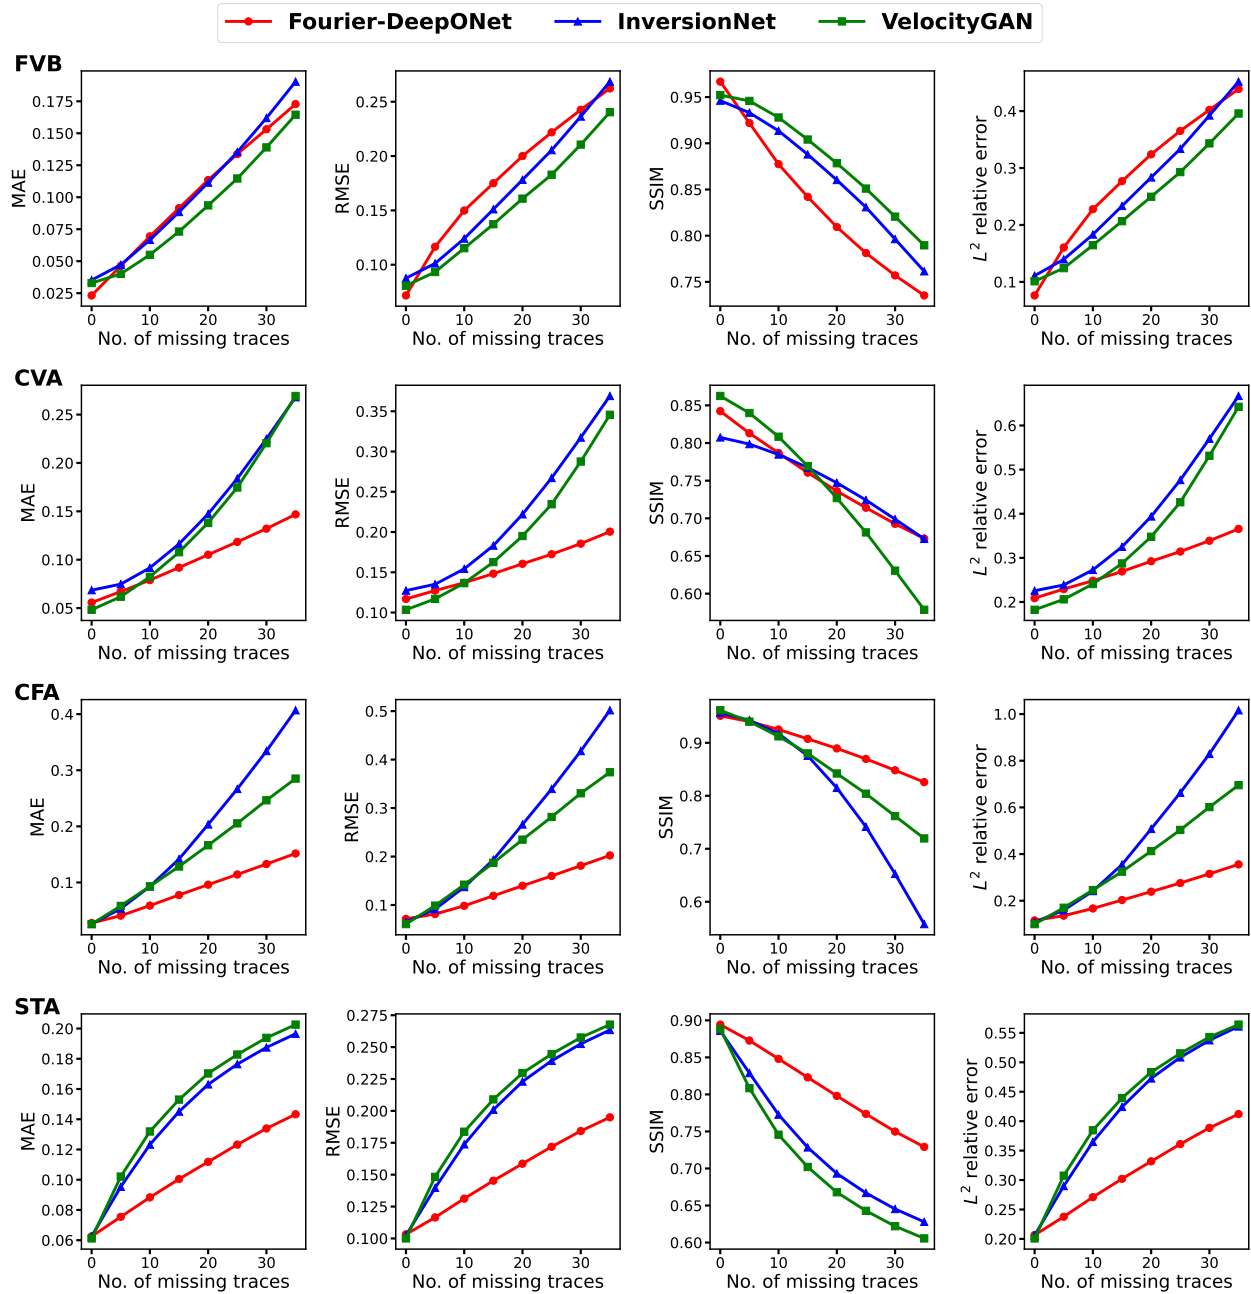 Fourier-DeepONet InversionNet VelocityGAN
FVB
MAE
0.175
0.150
0.125
0.100
0.075
0.050
0.025
0 10 20 30
No. of missing traces
RMSE
0.25
0.20
0.15
0.10
0 10 20 30
No. of missing traces
SSIM
0.95
0.90
0.85
0.80
0.75
0 10 20 30
No. of missing traces
L² relative error
0.4
0.3
0.2
0.1
0 10 20 30
No. of missing traces
CVA
MAE
0.25
0.20
0.15
0.10
0.05
0 10 20 30
No. of missing traces
RMSE
0.35
0.30
0.25
0.20
0.15
0.10
0 10 20 30
No. of missing traces
SSIM
0.85
0.80
0.75
0.70
0.65
0.60
0 10 20 30
No. of missing traces
L² relative error
0.6
0.5
0.4
0.3
0.2
0 10 20 30
No. of missing traces
CFA
MAE
0.4
0.3
0.2
0.1
0 10 20 30
No. of missing traces
RMSE
0.5
0.4
0.3
0.2
0.1
0 10 20 30
No. of missing traces
SSIM
0.9
0.8
0.7
0.6
0 10 20 30
No. of missing traces
L² relative error
1.0
0.8
0.6
0.4
0.2
0 10 20 30
No. of missing traces
STA
MAE
0.20
0.18
0.16
0.14
0.12
0.10
0.08
0.06
0 10 20 30
No. of missing traces
RMSE
0.275
0.250
0.225
0.200
0.175
0.150
0.125
0.100
0 10 20 30
No. of missing traces
SSIM
0.90
0.85
0.80
0.75
0.70
0.65
0.60
0 10 20 30
No. of missing traces
L² relative error
0.55
0.50
0.45
0.40
0.35
0.30
0.25
0.20
0 10 20 30
No. of missing traces